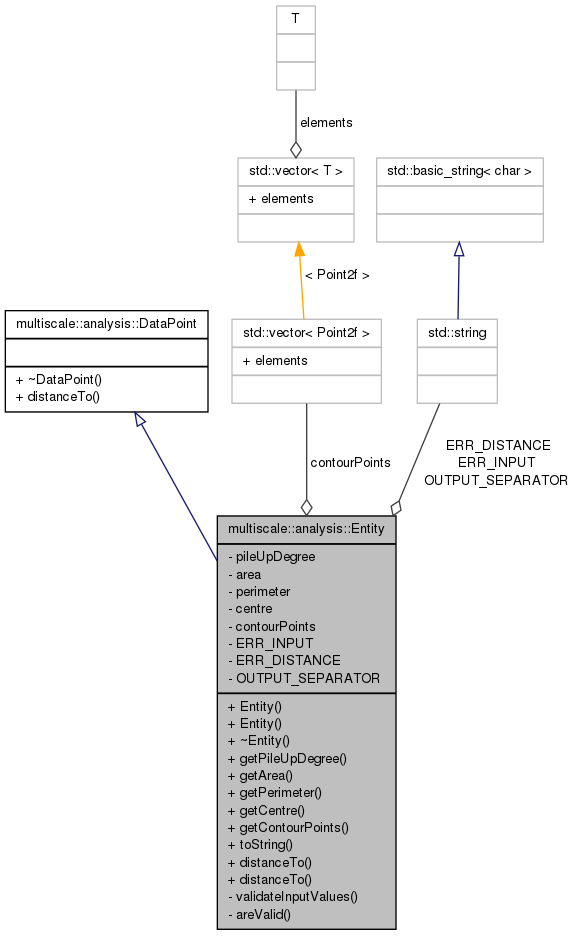 T
elements
std::vector< T >
+ elements
std::basic_string< char >
< Point2f >
multiscale::analysis::DataPoint
+ ~DataPoint()
+ distanceTo()
std::vector< Point2f >
+ elements
std::string
contourPoints
ERR_DISTANCE
ERR_INPUT
OUTPUT_SEPARATOR
multiscale::analysis::Entity
- pileUpDegree
- area
- perimeter
- centre
- contourPoints
- ERR_INPUT
- ERR_DISTANCE
- OUTPUT_SEPARATOR
+ Entity()
+ Entity()
+ ~Entity()
+ getPileUpDegree()
+ getArea()
+ getPerimeter()
+ getCentre()
+ getContourPoints()
+ toString()
+ distanceTo()
+ distanceTo()
- validateInputValues()
- areValid()